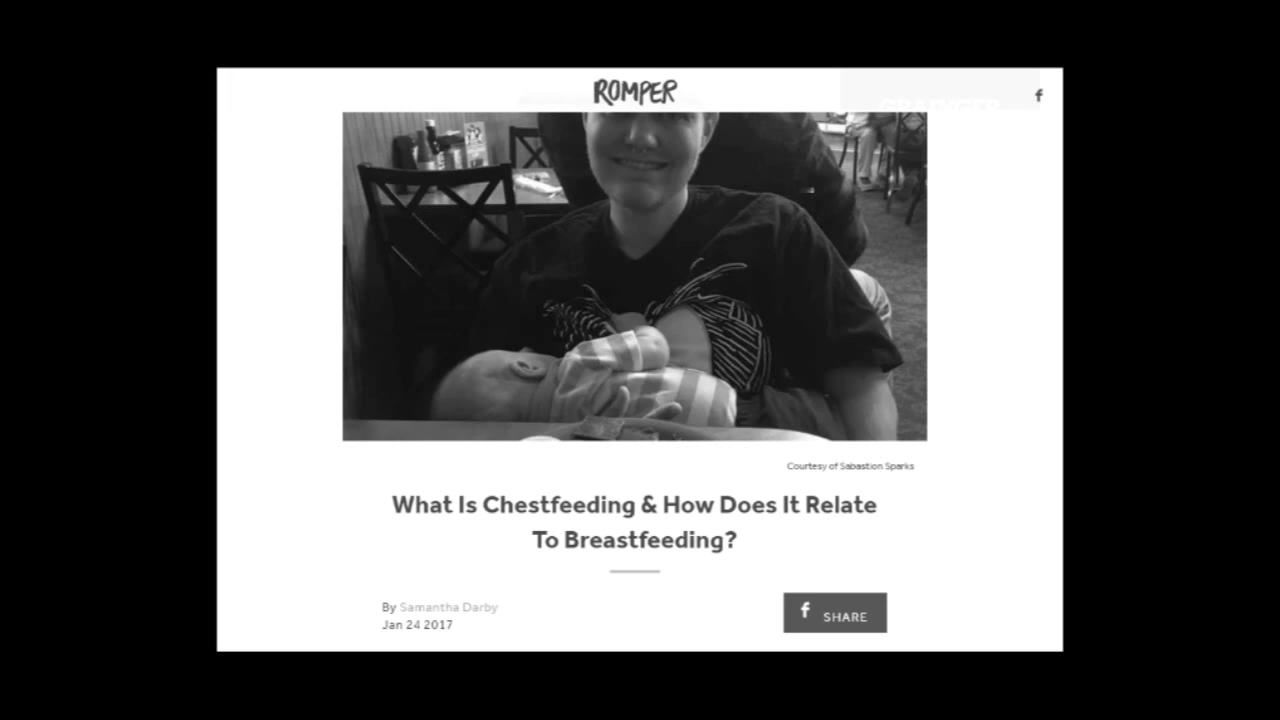 ROMPER
f
GRAINGER
Courtesy of Sabastion Sparks
What Is Chestfeeding & How Does It Relate
To Breastfeeding?
By Samantha Darby
Jan 24 2017
f SHARE